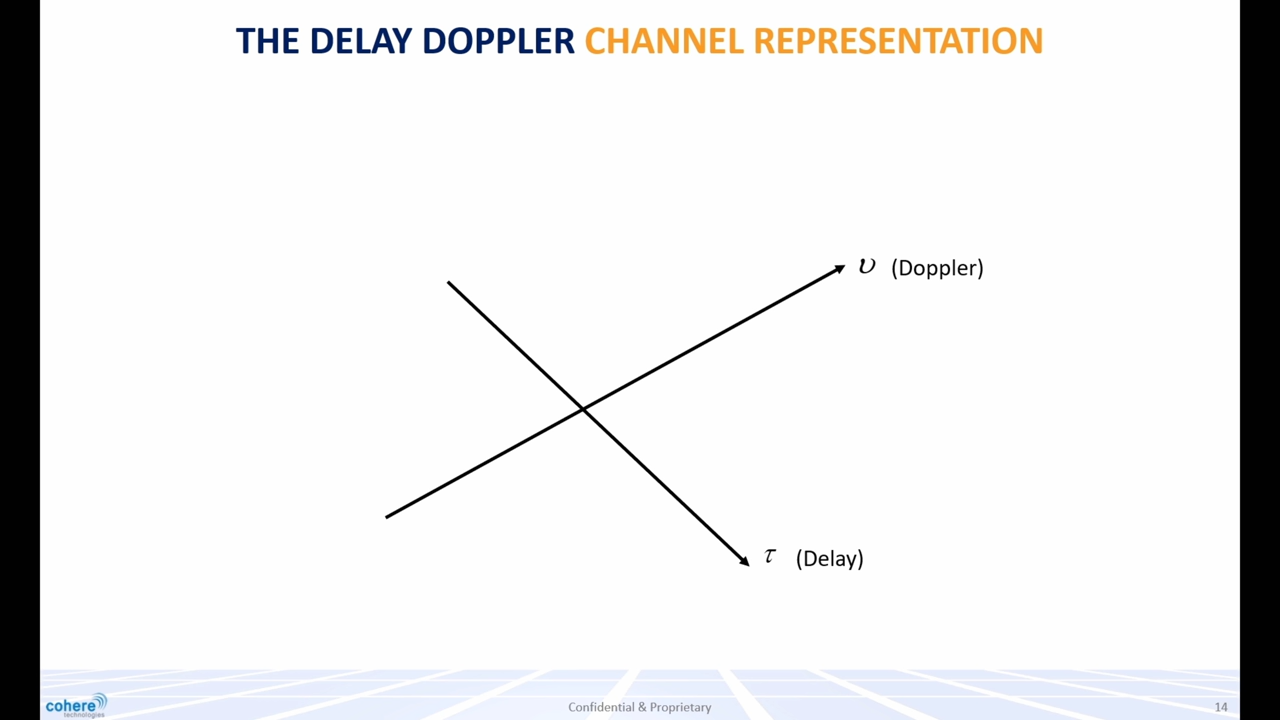 THE DELAY DOPPLER CHANNEL REPRESENTATION
υ (Doppler)
τ (Delay)
cohere
technologies
Confidential & Proprietary
14